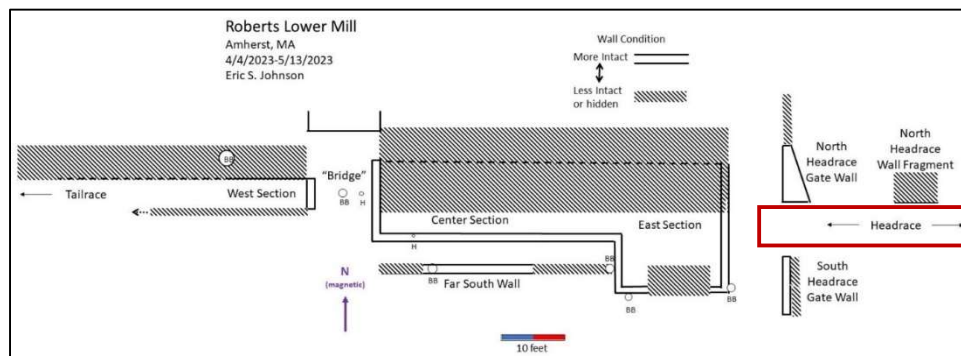 Roberts Lower Mill
Amherst, MA
4/4/2023-5/13/2023
Eric S. Johnson
Wall Condition
More Intact
Less Intact
or hidden
BB
Tailrace
West Section
"Bridge"
BB
H
Center Section
H
East Section
North
Headrace
Gate Wall
North
Headrace
Wall Fragment
Headrace
N
(magnetic)
BB
Far South Wall
BB
BB
BB
South
Headrace
Gate Wall
10 feet